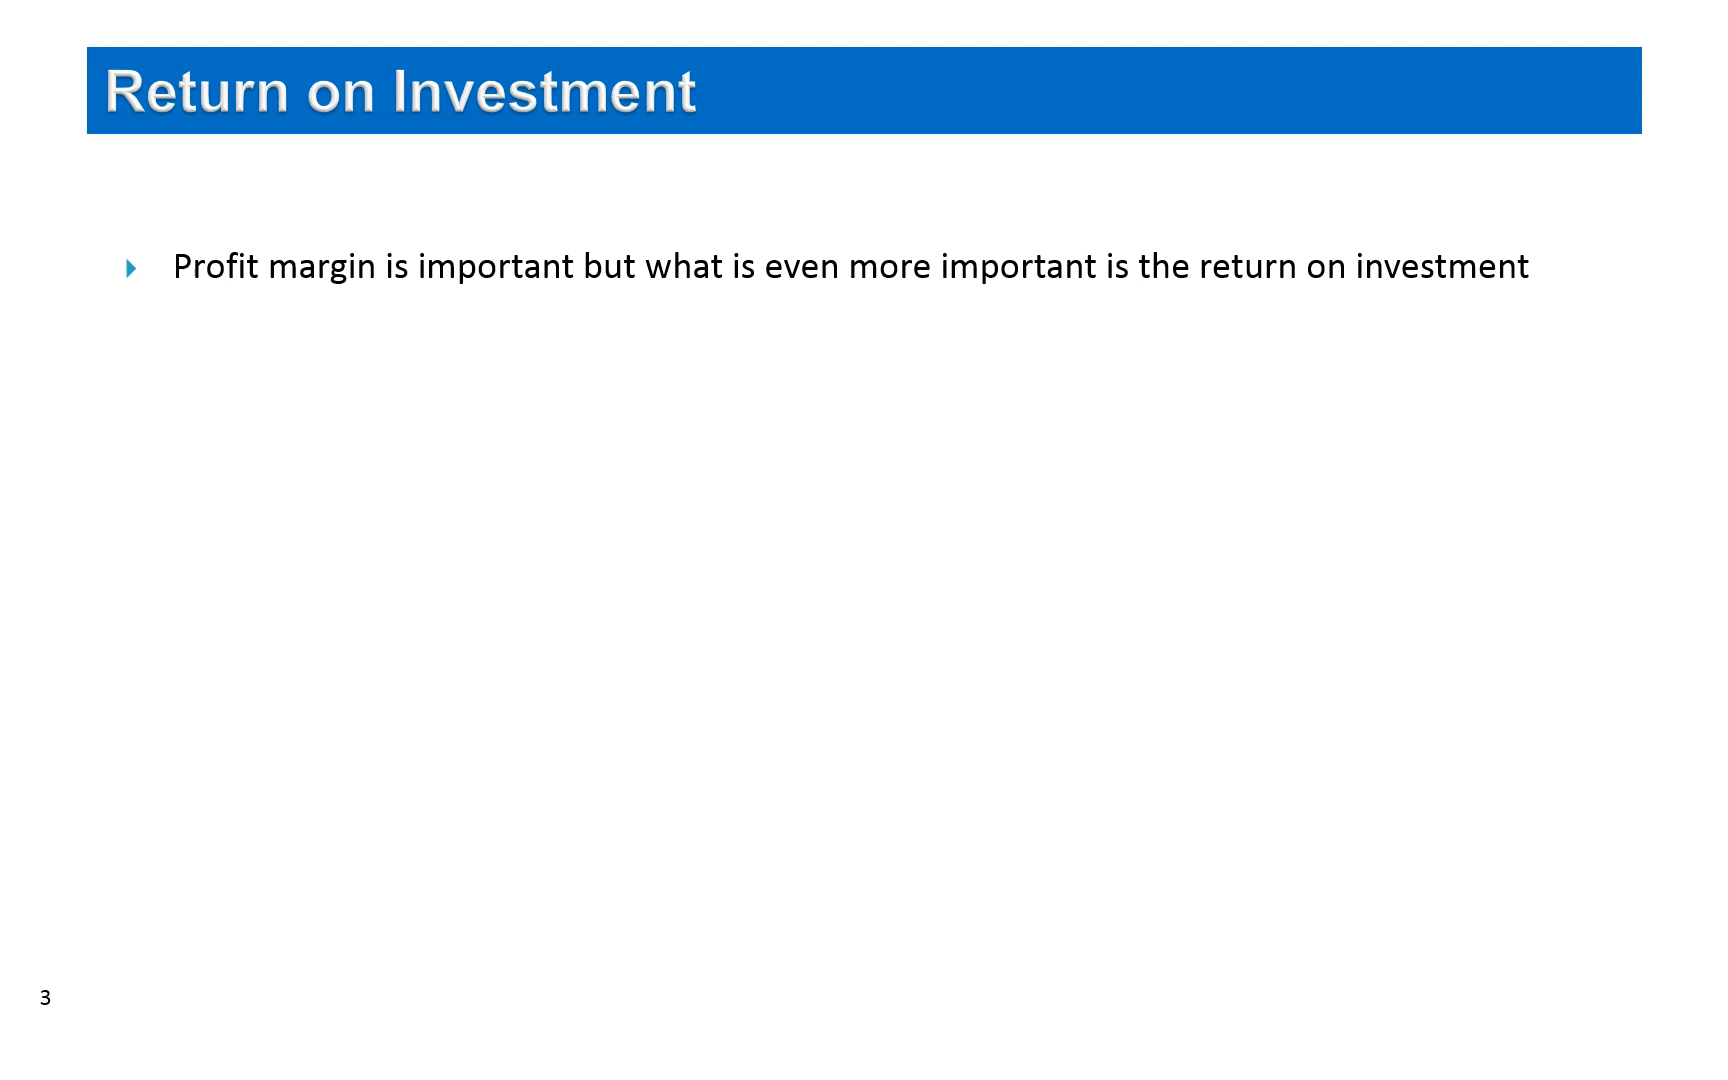 Return on Investment
Profit margin is important but what is even more important is the return on investment
3